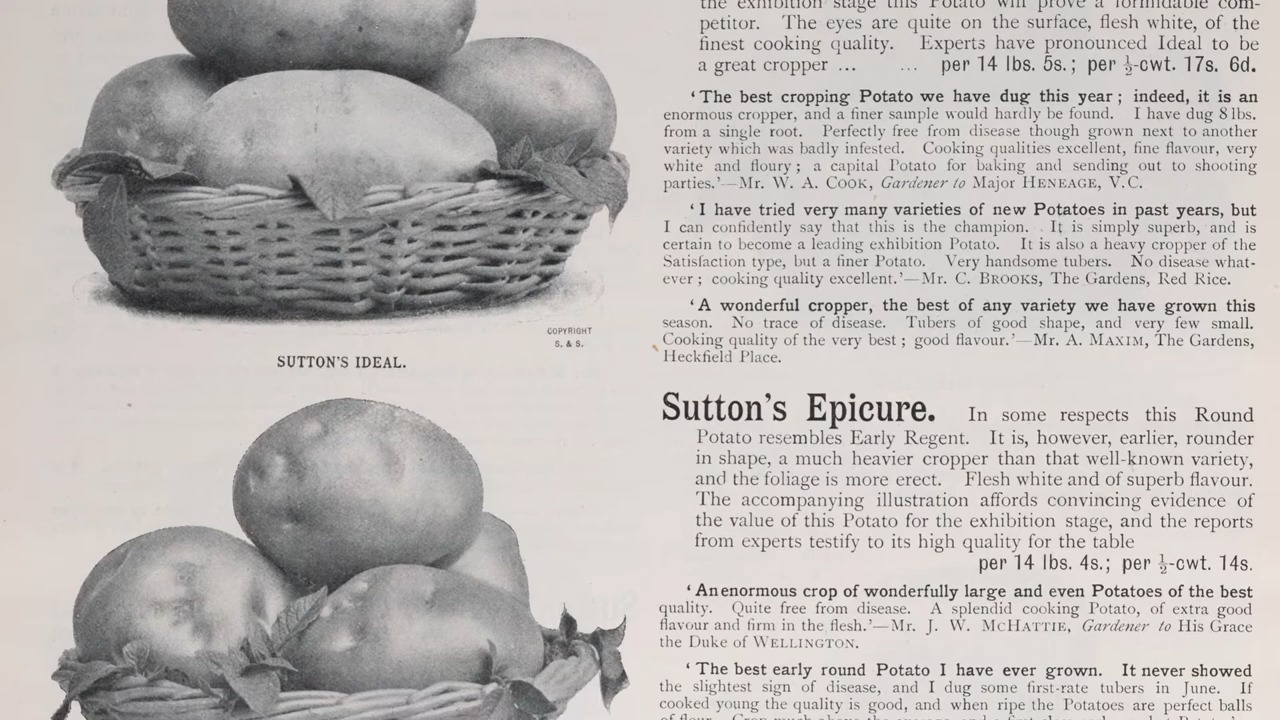 the exhibition stage this Potato will prove a formidable com-
petitor. The eyes are quite on the surface, flesh white, of the
finest cooking quality. Experts have pronounced Ideal to be
a great cropper ... ... per 14 lbs. 5s.; per ½-cwt. 17s. 6d.
'The best cropping Potato we have dug this year; indeed, it is an
enormous cropper, and a finer sample would hardly be found. I have dug 8 lbs.
from a single root. Perfectly free from disease though grown next to another
variety which was badly infested. Cooking qualities excellent, fine flavour, very
white and floury; a capital Potato for baking and sending out to shooting
parties.'—Mr. W. A. COOK, Gardener to Major HENEAGE, V.C.
'I have tried very many varieties of new Potatoes in past years, but
I can confidently say that this is the champion. It is simply superb, and is
certain to become a leading exhibition Potato. It is also a heavy cropper of the
Satisfaction type, but a finer Potato. Very handsome tubers. No disease what-
ever; cooking quality excellent.'—Mr. C. BROOKS, The Gardens, Red Rice.
'A wonderful cropper, the best of any variety we have grown this
season. No trace of disease. Tubers of good shape, and very few small.
Cooking quality of the very best; good flavour.'—Mr. A. MAXIM, The Gardens,
Heckfield Place.
COPYRIGHT
S. & S.
SUTTON'S IDEAL.
Sutton's Epicure. In some respects this Round
Potato resembles Early Regent. It is, however, earlier, rounder
in shape, a much heavier cropper than that well-known variety,
and the foliage is more erect. Flesh white and of superb flavour.
The accompanying illustration affords convincing evidence of
the value of this Potato for the exhibition stage, and the reports
from experts testify to its high quality for the table
per 14 lbs. 4s.; per ½-cwt. 14s.
'An enormous crop of wonderfully large and even Potatoes of the best
quality. Quite free from disease. A splendid cooking Potato, of extra good
flavour and firm in the flesh.'—Mr. J. W. MCHATTIE, Gardener to His Grace
the Duke of WELLINGTON.
'The best early round Potato I have ever grown. It never showed
the slightest sign of disease, and I dug some first-rate tubers in June. If
cooked young the quality is good, and when ripe the Potatoes are perfect balls